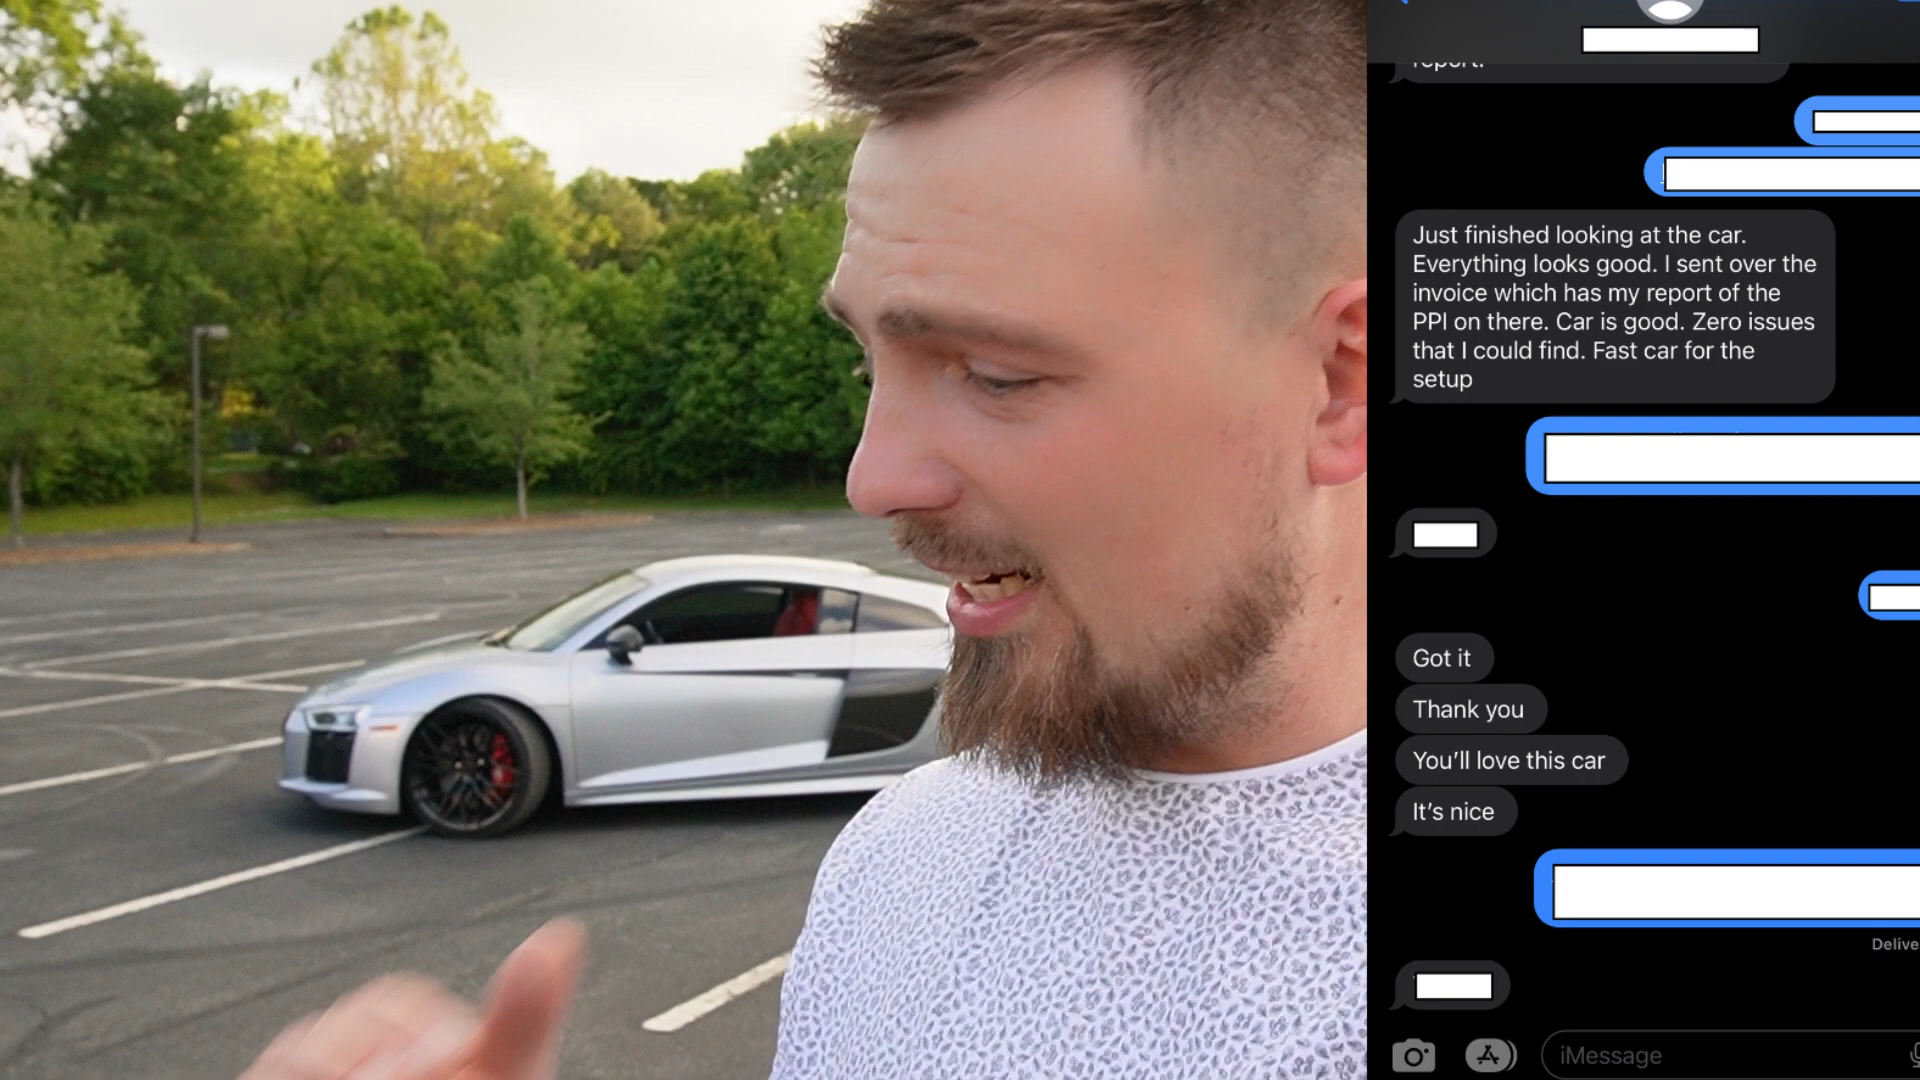 report.
Just finished looking at the car.
Everything looks good. I sent over the
invoice which has my report of the
PPI on there. Car is good. Zero issues
that I could find. Fast car for the
setup
Got it
Thank you
You'll love this car
It's nice
Delive
iMessage